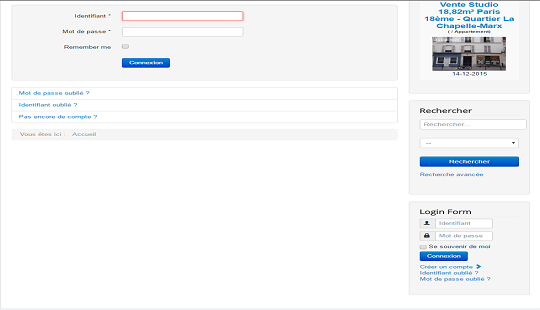 Identifiant *
Mot de passe *
Remember me
Connexion
Mot de passe oublié ?
Identifiant oublié ?
Pas encore de compte ?
Vous êtes ici : Accueil
Vente Studio
18,82m² Paris
18ème - Quartier La
Chapelle-Marx
( / Appartement)
14-12-2015
Rechercher
Rechercher...
--
Rechercher
Recherche avancée
Login Form
Identifiant
Mot de passe
Se souvenir de moi
Connexion
Créer un compte
Identifiant oublié ?
Mot de passe oublié ?